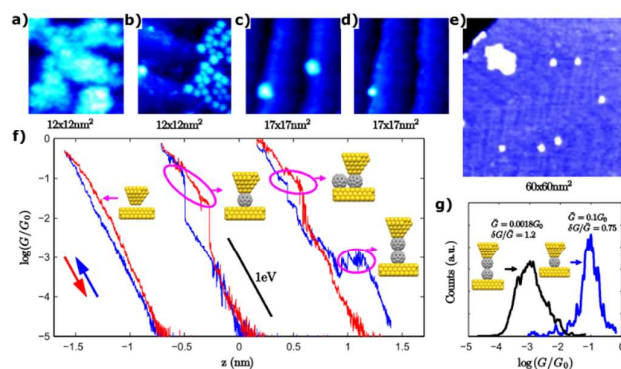 a)
b)
c)
d)
e)
12x12nm²
12x12nm²
17x17nm²
17x17nm²
60x60nm²
f)
0
-1
-2
-3
-4
-5
log(G/G₀)
1eV
-1.5
-1
-0.5
0
0.5
1
1.5
z (nm)
g)
G̃ = 0.0018G₀
δG/G̃ = 1.2
G̃ = 0.1G₀
δG/G̃ = 0.75
Counts (a.u.)
-5
-4
-3
-2
-1
0
log(G/G₀)